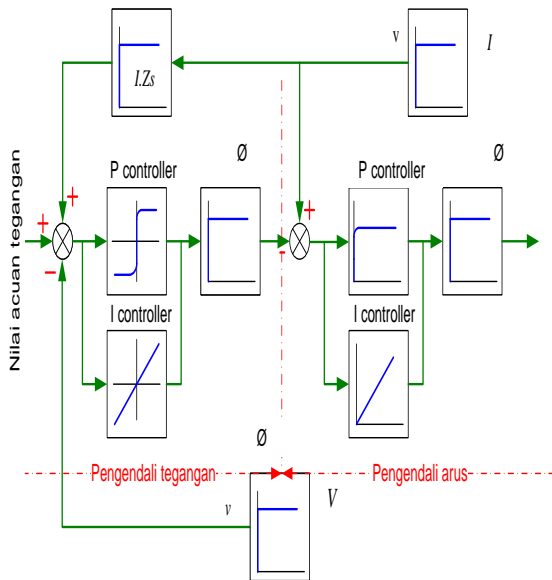 v
I
I.Zs
Ø
Ø
P controller
P controller
+
+
+
-
−
Nilai acuan tegangan
I controller
I controller
Ø
Pengendali tegangan
Pengendali arus
v
V